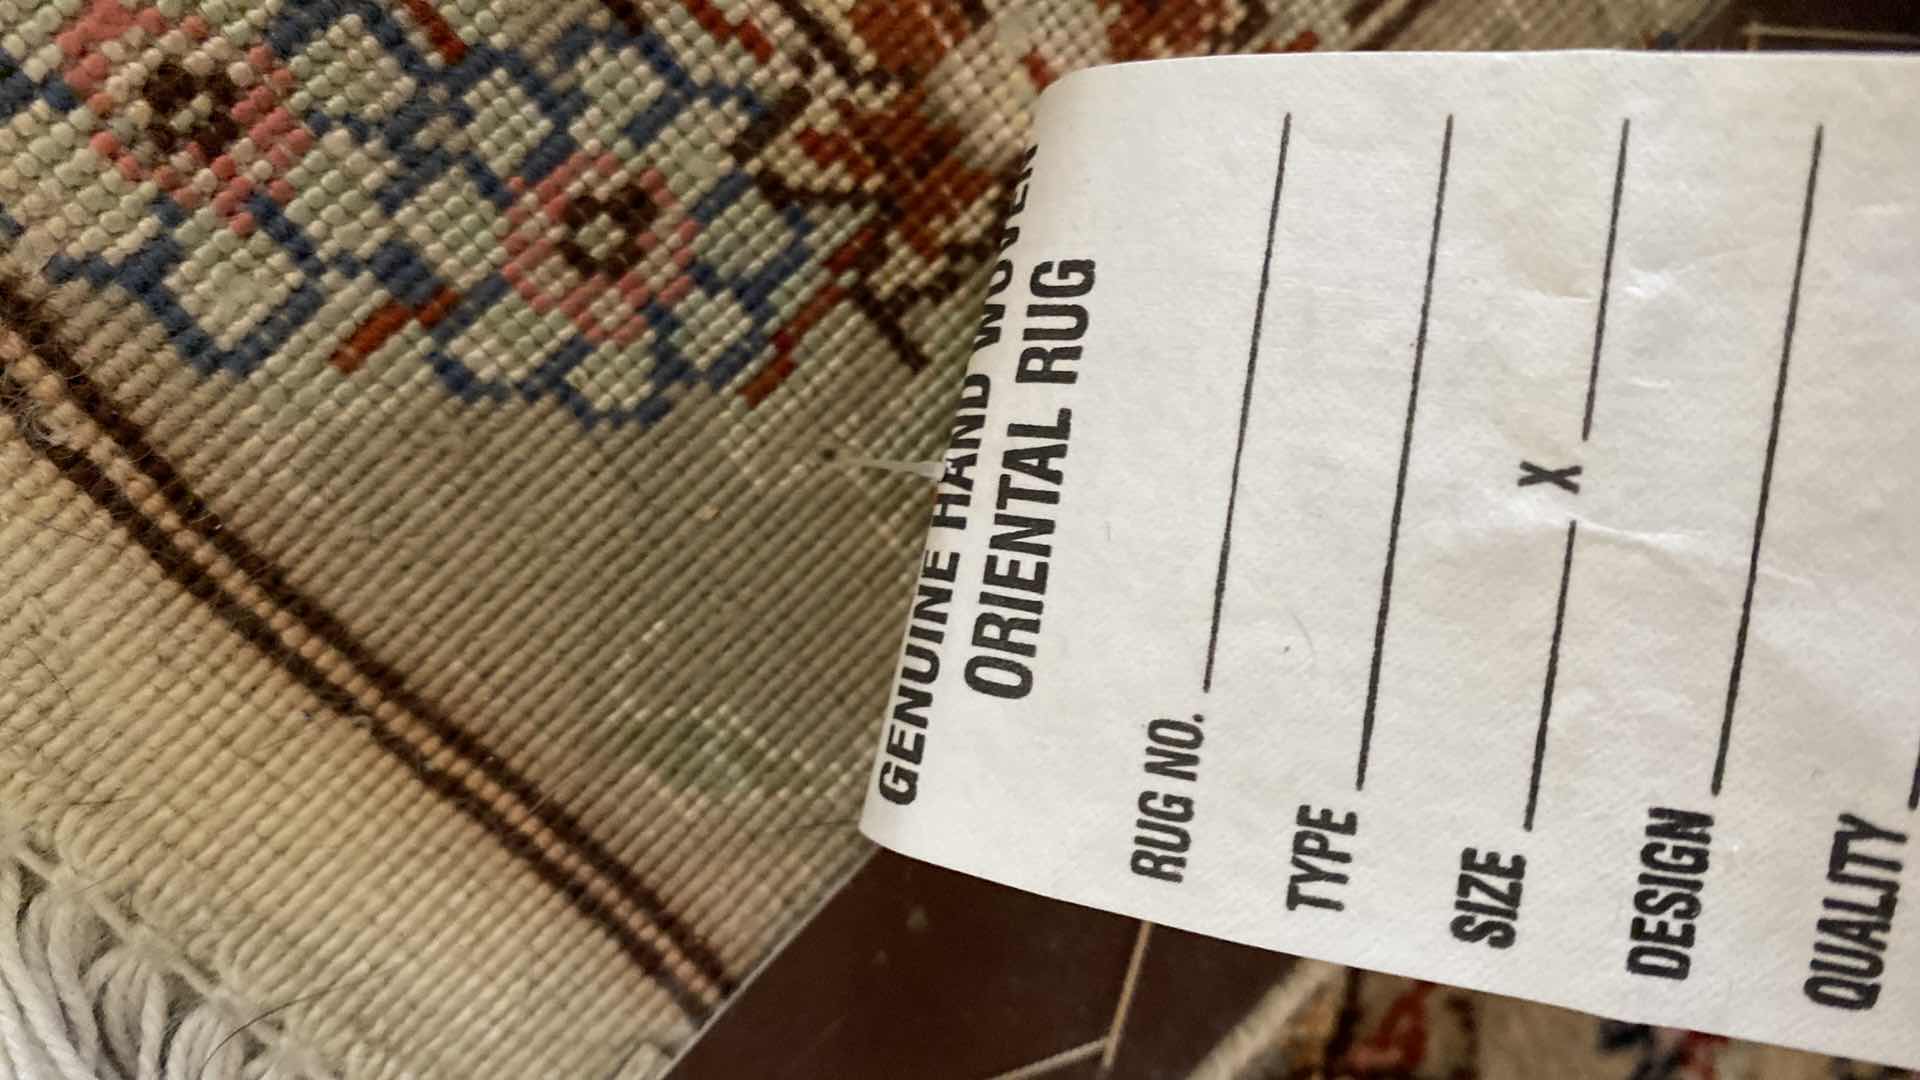 GENUINE HAND WOVEN
ORIENTAL RUG
RUG NO.
TYPE
SIZE X
DESIGN
QUALITY